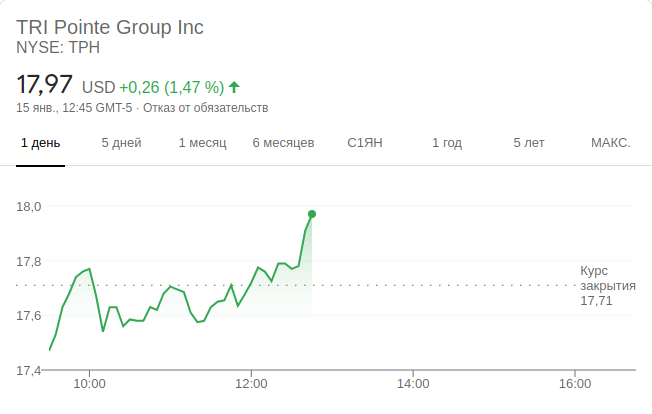 TRI Pointe Group Inc
NYSE: TPH
17,97 USD +0,26 (1,47 %)
15 янв., 12:45 GMT-5 · Отказ от обязательств
1 день 5 дней 1 месяц 6 месяцев С1ЯН 1 год 5 лет МАКС.
18,0
17,8
Курс
закрытия
17,71
17,6
17,4
10:00 12:00 14:00 16:00